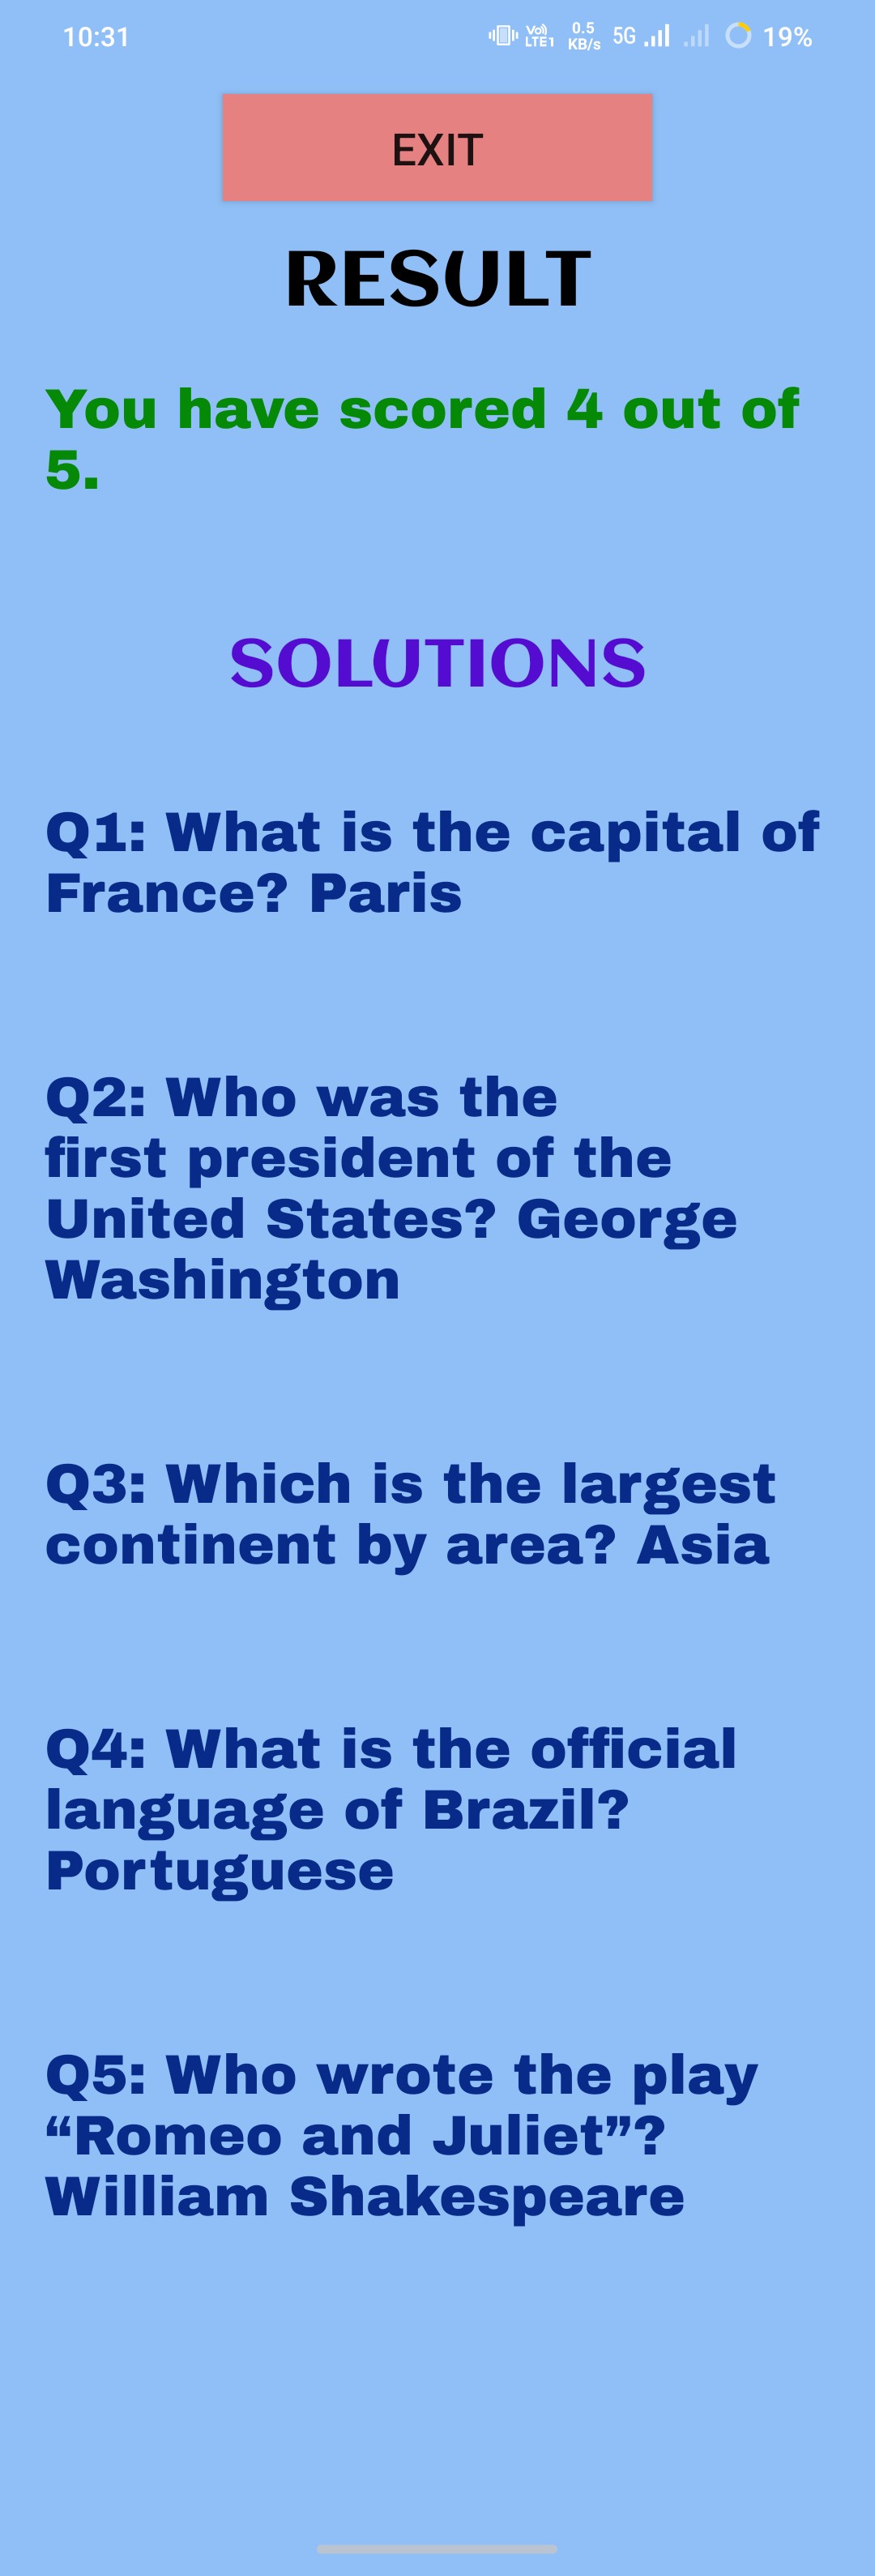 10:31
Vo))
LTE1
0.5
KB/s
5G
19%
EXIT
RESULT
You have scored 4 out of
5.
SOLUTIONS
Q1: What is the capital of
France? Paris
Q2: Who was the
first president of the
United States? George
Washington
Q3: Which is the largest
continent by area? Asia
Q4: What is the official
language of Brazil?
Portuguese
Q5: Who wrote the play
“Romeo and Juliet”?
William Shakespeare